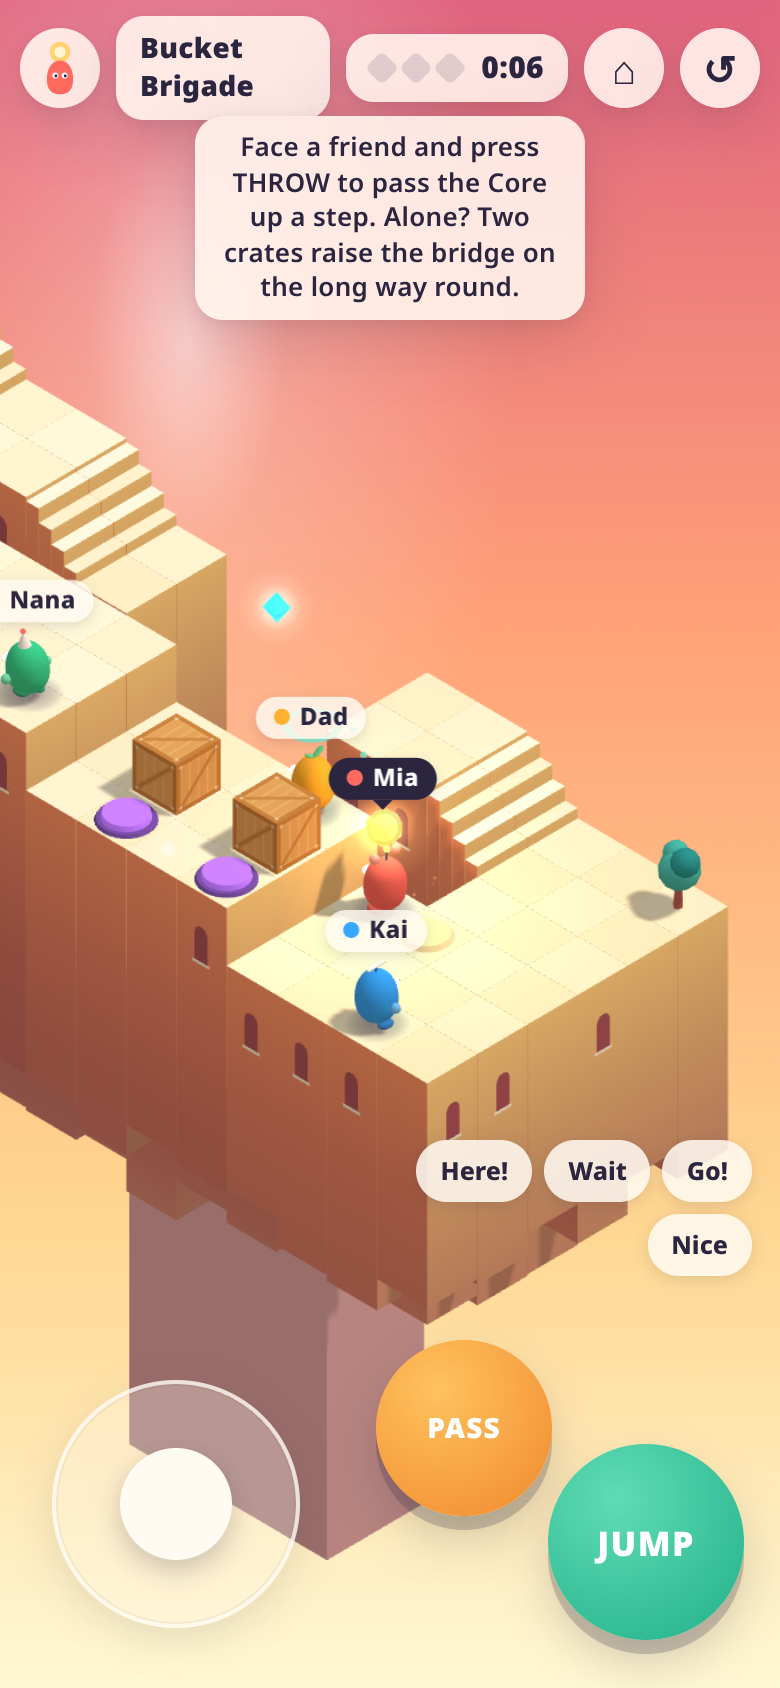 Bucket
Brigade
0:06
⌂
↺
Face a friend and press
THROW to pass the Core
up a step. Alone? Two
crates raise the bridge on
the long way round.
Nana
Dad
Mia
Kai
Here!
Wait
Go!
Nice
PASS
JUMP